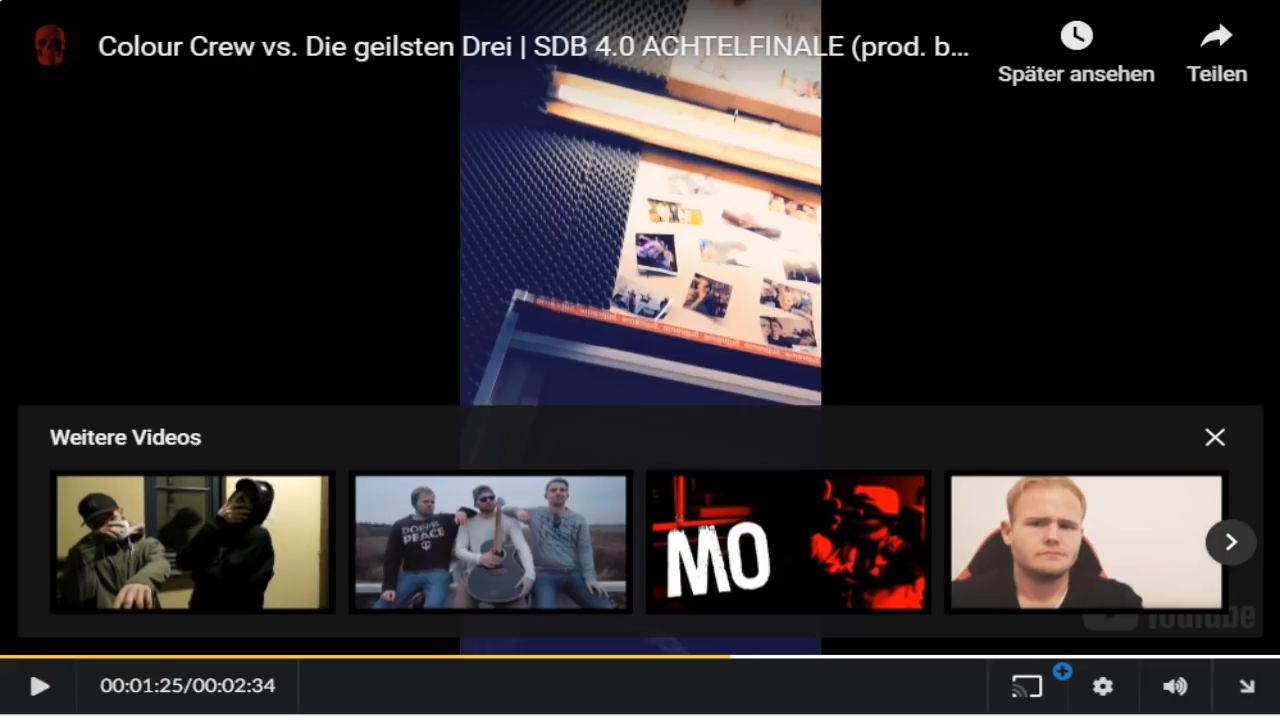 Colour Crew vs. Die geilsten Drei | SDB 4.0 ACHTELFINALE (prod. b...
Später ansehen
Teilen
Weitere Videos
PEACE
MO
YouTube
00:01:25/00:02:34